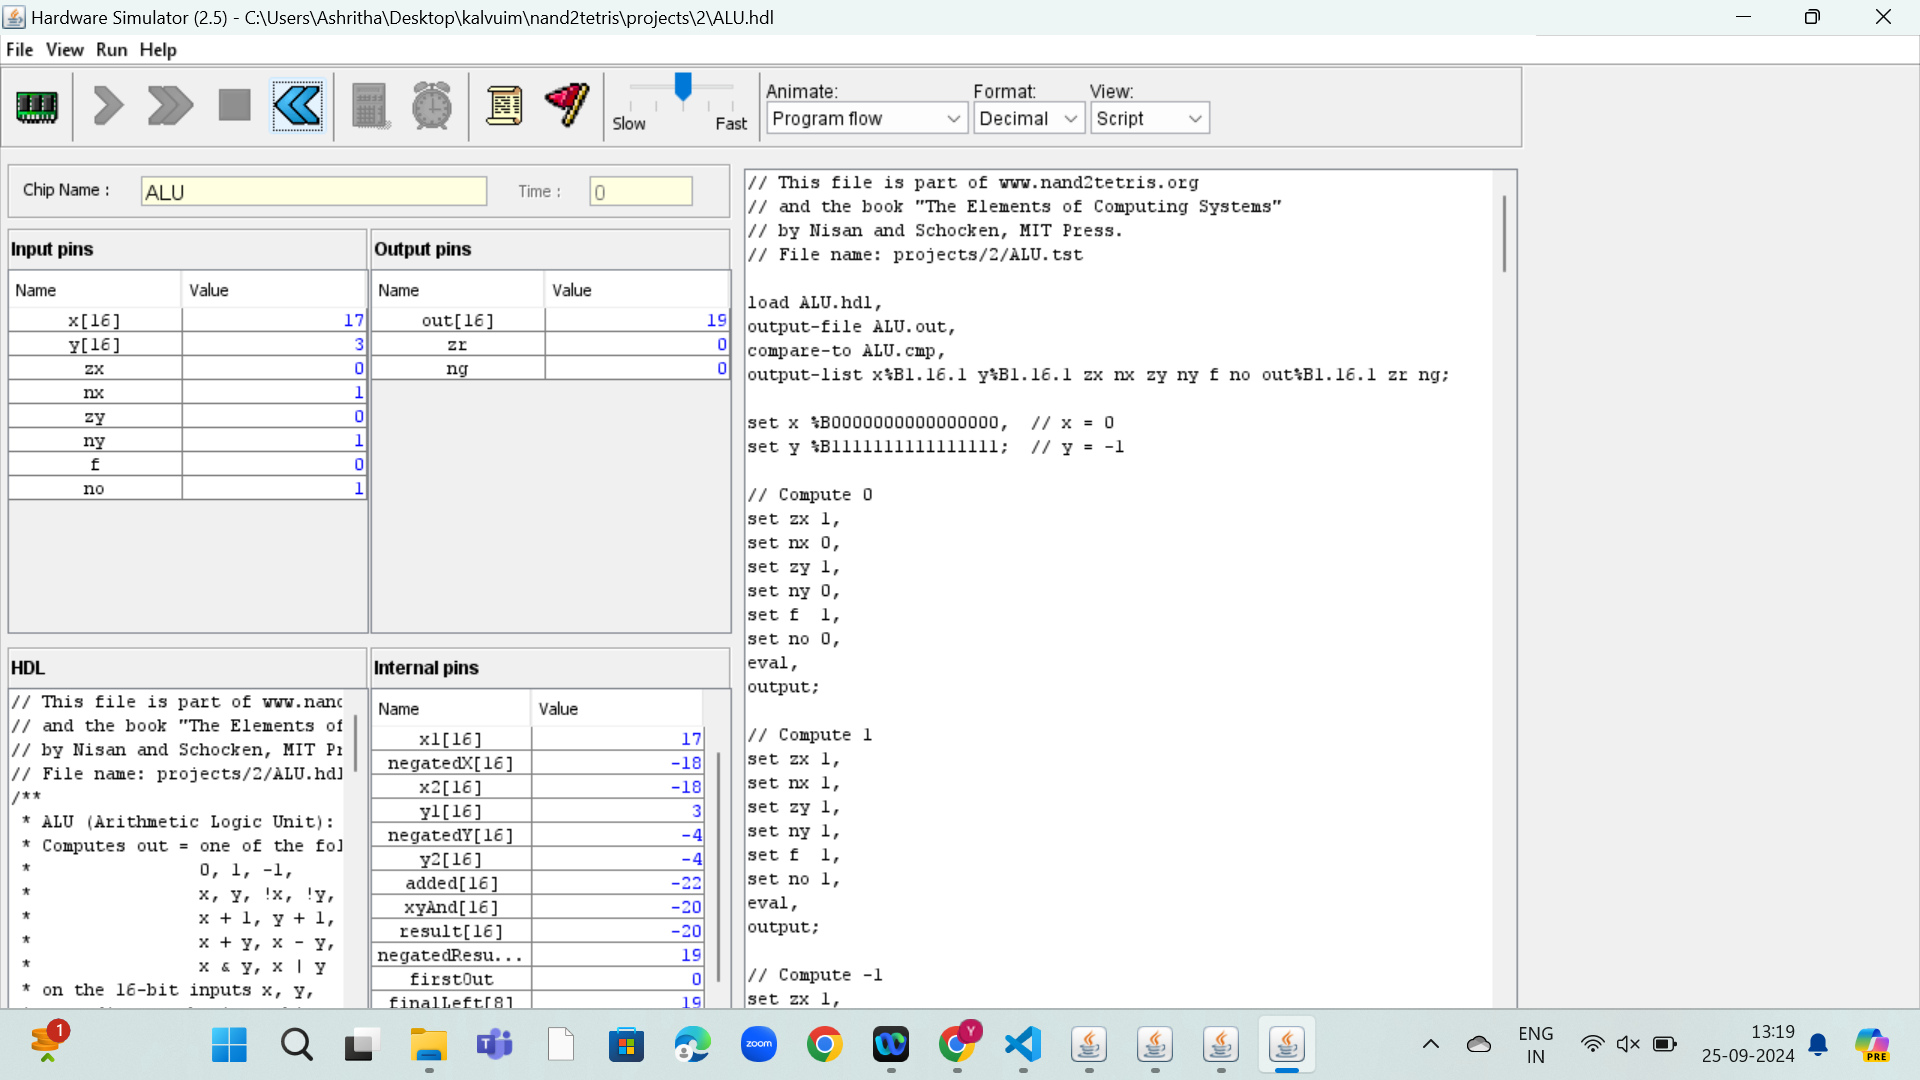 Hardware Simulator (2.5) - C:\Users\Ashritha\Desktop\kalvuim\nand2tetris\projects\2\ALU.hdl
File View Run Help
Slow Fast
Animate:
Program flow
Format:
Decimal
View:
Script
Chip Name :
ALU
Time :
0
Input pins
Name Value
x[16] 17
y[16] 3
zx 0
nx 1
zy 0
ny 1
f 0
no 1
Output pins
Name Value
out[16] 19
zr 0
ng 0
HDL
// This file is part of www.nand
// and the book "The Elements of
// by Nisan and Schocken, MIT Pr
// File name: projects/2/ALU.hdl
/**
* ALU (Arithmetic Logic Unit):
* Computes out = one of the fol
* 0, 1, -1,
* x, y, !x, !y,
* x + 1, y + 1,
* x + y, x - y,
* x & y, x | y
* on the 16-bit inputs x, y,
Internal pins
Name Value
x1[16] 17
negatedX[16] -18
x2[16] -18
y1[16] 3
negatedY[16] -4
y2[16] -4
added[16] -22
xyAnd[16] -20
result[16] -20
negatedResu... 19
firstOut 0
finalLeft[8] 19
// This file is part of www.nand2tetris.org
// and the book "The Elements of Computing Systems"
// by Nisan and Schocken, MIT Press.
// File name: projects/2/ALU.tst
load ALU.hdl,
output-file ALU.out,
compare-to ALU.cmp,
output-list x%B1.16.1 y%B1.16.1 zx nx zy ny f no out%B1.16.1 zr ng;
set x %B0000000000000000, // x = 0
set y %B1111111111111111; // y = -1
// Compute 0
set zx 1,
set nx 0,
set zy 1,
set ny 0,
set f 1,
set no 0,
eval,
output;
// Compute 1
set zx 1,
set nx 1,
set zy 1,
set ny 1,
set f 1,
set no 1,
eval,
output;
// Compute -1
set zx 1,
1
zoom
Y
ENG
IN
13:19
25-09-2024
PRE